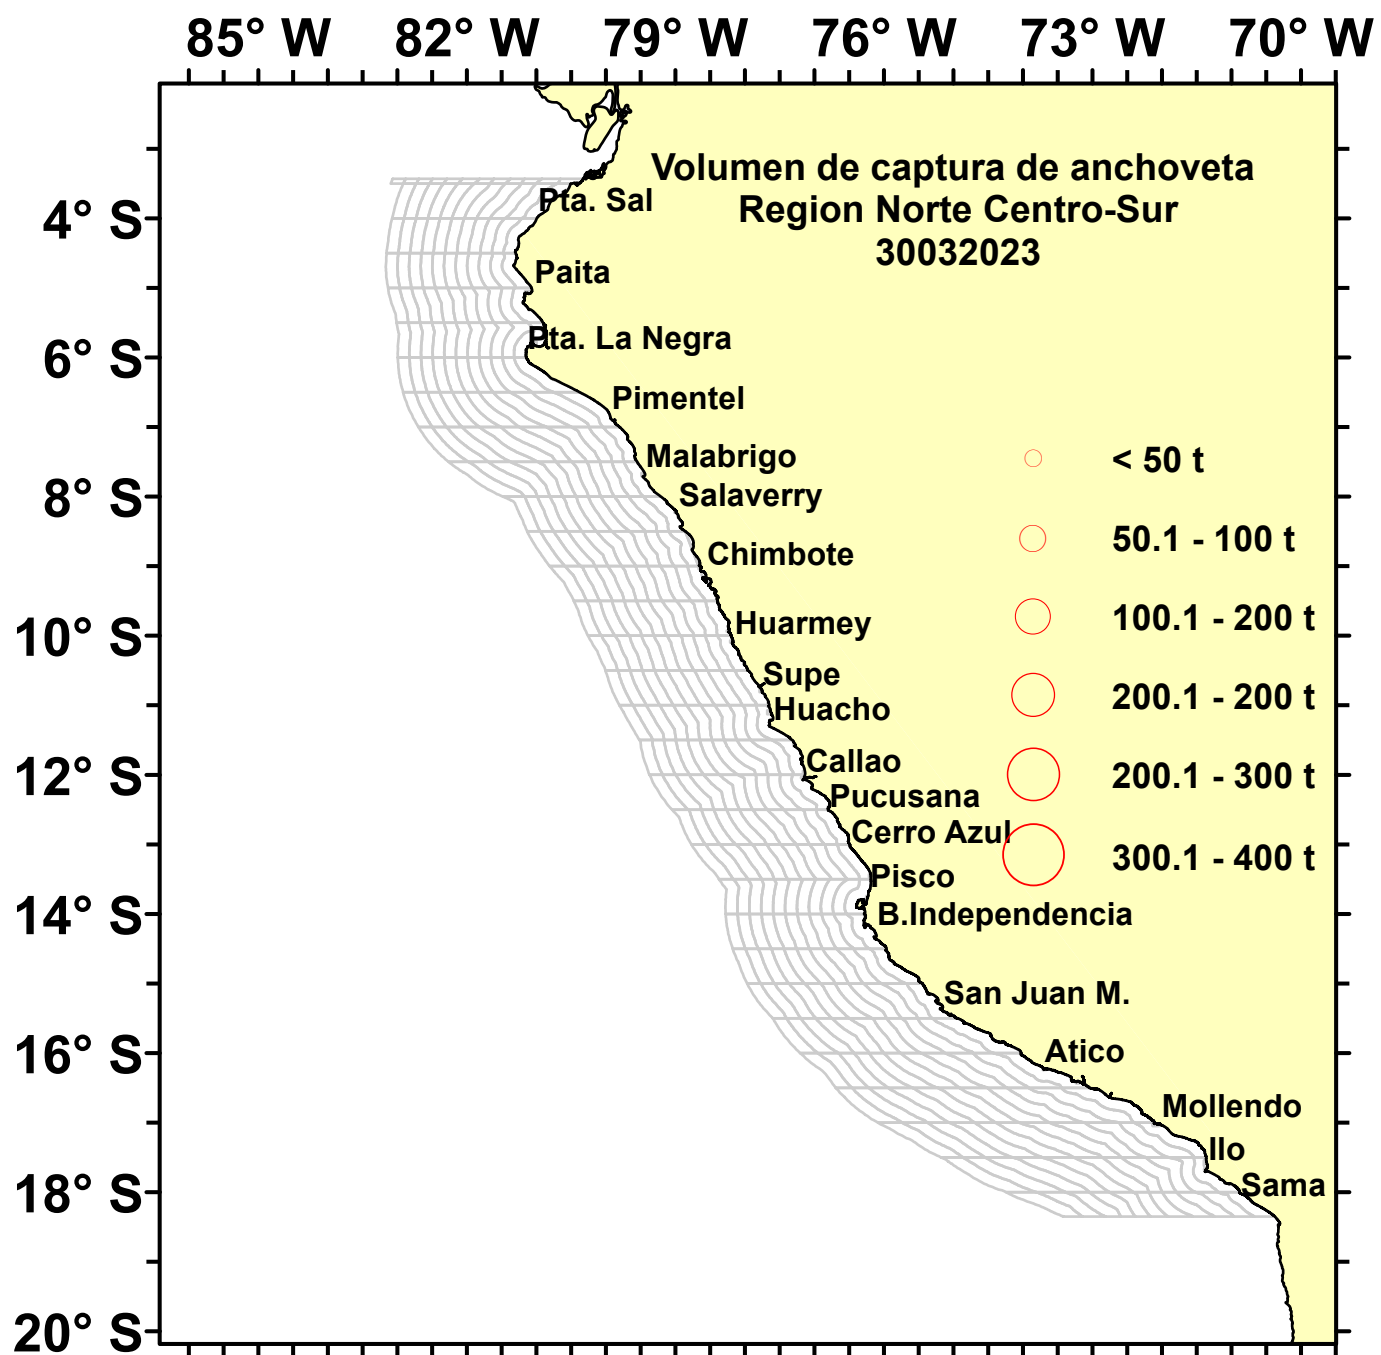 85° W 82° W 79° W 76° W 73° W 70° W
Volumen de captura de anchoveta
Region Norte Centro-Sur
30032023
4° S
6° S
8° S
10° S
12° S
14° S
16° S
18° S
20° S
Pta. Sal
Paita
Pta. La Negra
Pimentel
Malabrigo
Salaverry
Chimbote
Huarmey
Supe
Huacho
Callao
Pucusana
Cerro Azul
Pisco
B.Independencia
San Juan M.
Atico
Mollendo
Ilo
Sama
< 50 t
50.1 - 100 t
100.1 - 200 t
200.1 - 200 t
200.1 - 300 t
300.1 - 400 t